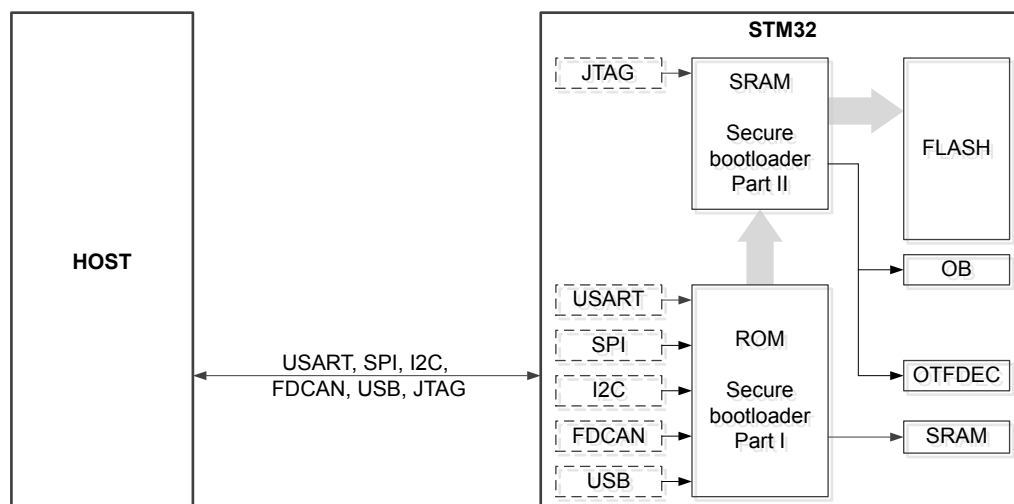 STM32
JTAG
SRAM
Secure
bootloader
Part II
FLASH
HOST
OB
USART, SPI, I2C,
FDCAN, USB, JTAG
USART
SPI
I2C
FDCAN
USB
ROM
Secure
bootloader
Part I
OTFDEC
SRAM